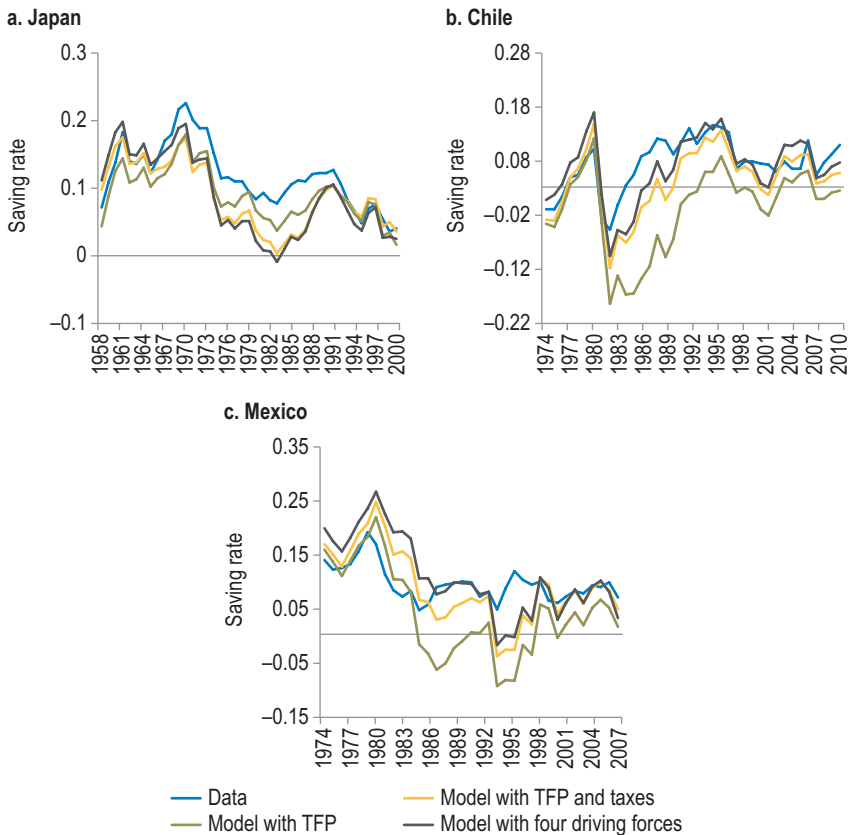 a. Japan
Saving rate
0.3
0.2
0.1
0
–0.1
1958 1961 1964 1967 1970 1973 1976 1979 1982 1985 1988 1991 1994 1997 2000
b. Chile
Saving rate
0.28
0.18
0.08
–0.02
–0.12
–0.22
1974 1977 1980 1983 1986 1989 1992 1995 1998 2001 2004 2007 2010
c. Mexico
Saving rate
0.35
0.25
0.15
0.05
–0.05
–0.15
1974 1977 1980 1983 1986 1989 1992 1995 1998 2001 2004 2007
Data
Model with TFP and taxes
Model with TFP
Model with four driving forces